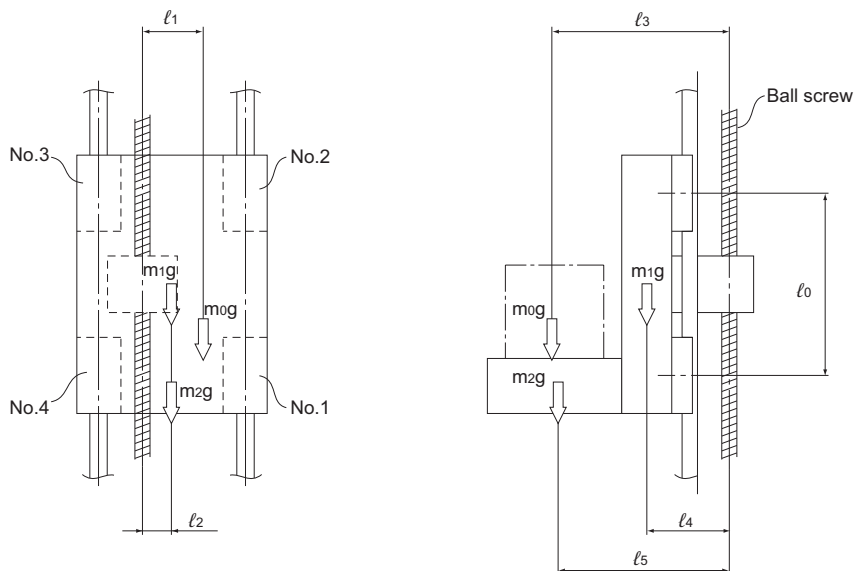 ℓ1
No.3
No.2
m1g
m0g
m2g
No.4
No.1
ℓ2
ℓ3
Ball screw
m1g
m0g
ℓ0
m2g
ℓ4
ℓ5